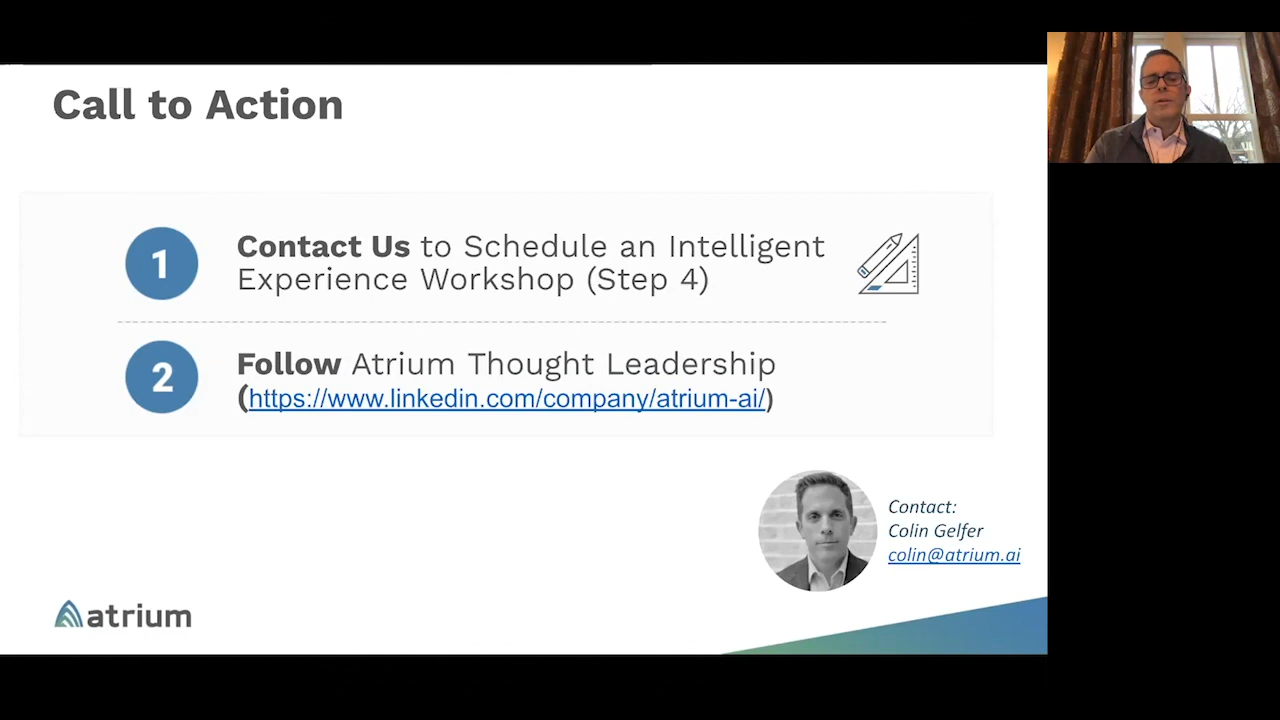 Call to Action
1
Contact Us to Schedule an Intelligent
Experience Workshop (Step 4)
2
Follow Atrium Thought Leadership
(https://www.linkedin.com/company/atrium-ai/)
Contact:
Colin Gelfer
colin@atrium.ai
atrium